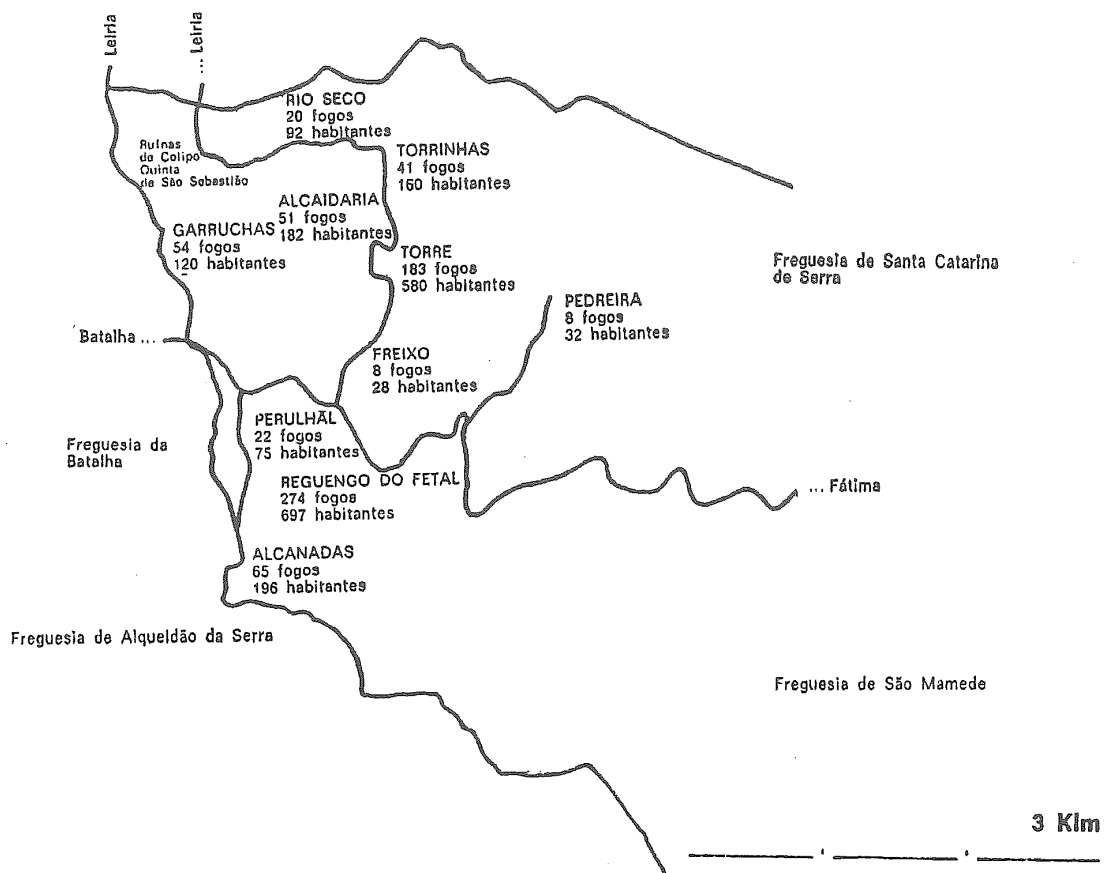 Leiria
... Leiria
RIO SECO
20 fogos
92 habitantes
Ruínas
de Colipo
Quinta
de São Sebastião
TORRINHAS
41 fogos
160 habitantes
ALCAIDARIA
51 fogos
182 habitantes
GARRUCHAS
54 fogos
120 habitantes
TORRE
183 fogos
580 habitantes
Freguesia de Santa Catarina
de Serra
PEDREIRA
8 fogos
32 habitantes
Batalha ...
FREIXO
8 fogos
28 habitantes
PERULHAL
22 fogos
75 habitantes
Freguesia da
Batalha
REGUENGO DO FETAL
274 fogos
697 habitantes
... Fátima
ALCANADAS
65 fogos
196 habitantes
Freguesia de Alqueldão da Serra
Freguesia de São Mamede
3 Klm